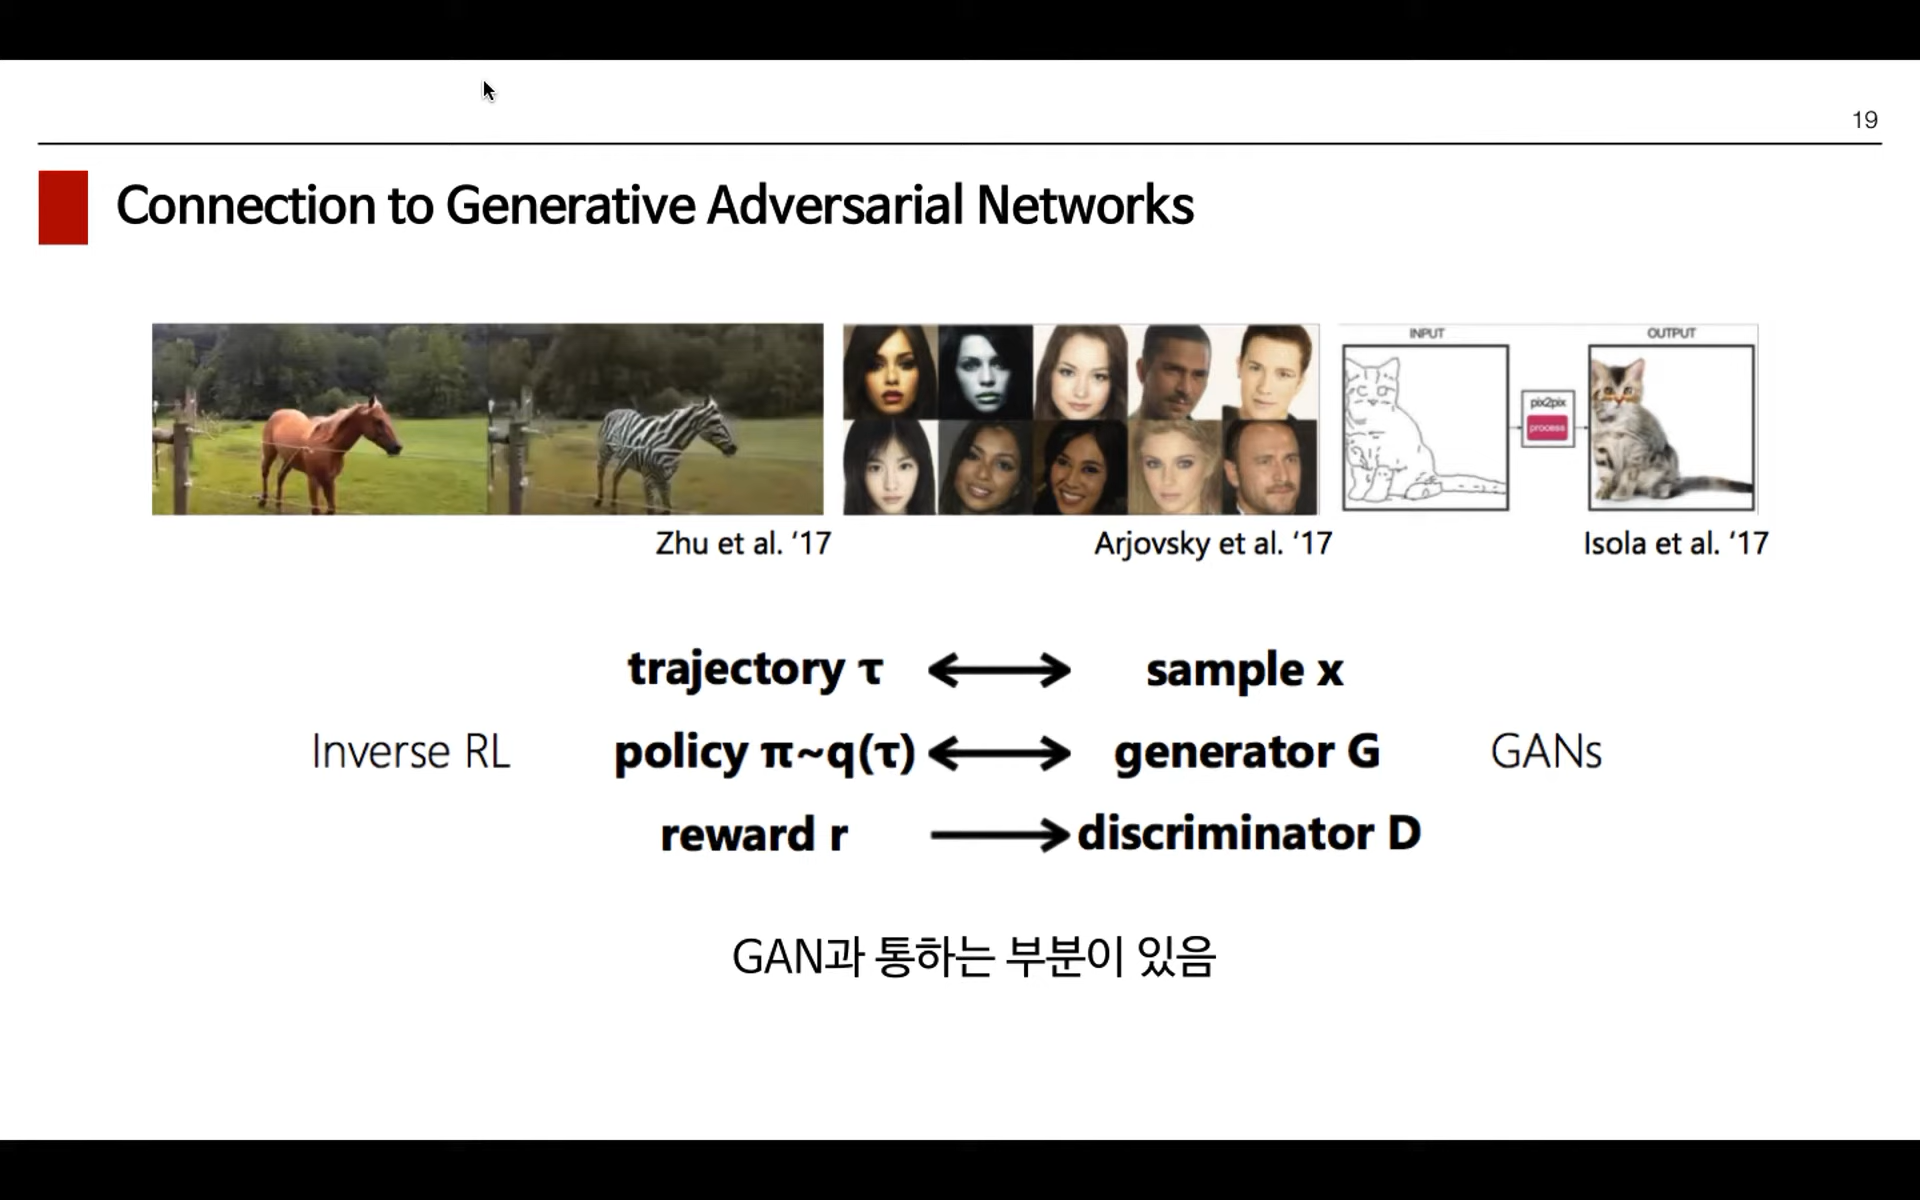 19
Connection to Generative Adversarial Networks
INPUT
OUTPUT
pix2pix
process
Zhu et al. ‘17
Arjovsky et al. ‘17
Isola et al. ‘17
trajectory τ
sample x
Inverse RL
policy π~q(τ)
generator G
GANs
reward r
discriminator D
GAN과 통하는 부분이 있음